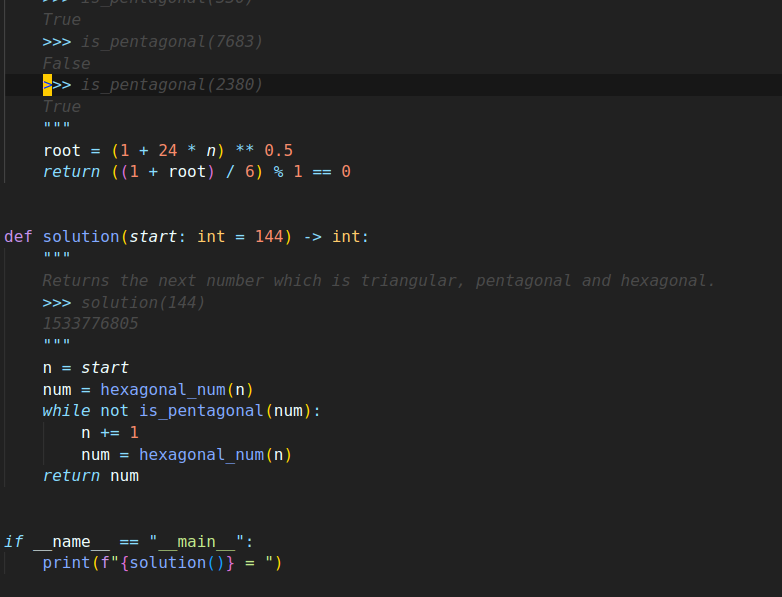 >>> is_pentagonal(330)
True
>>> is_pentagonal(7683)
False
>>> is_pentagonal(2380)
True
"""
root = (1 + 24 * n) ** 0.5
return ((1 + root) / 6) % 1 == 0
def solution(start: int = 144) -> int:
"""
Returns the next number which is triangular, pentagonal and hexagonal.
>>> solution(144)
1533776805
"""
n = start
num = hexagonal_num(n)
while not is_pentagonal(num):
n += 1
num = hexagonal_num(n)
return num
if __name__ == "__main__":
print(f"{solution()} = ")